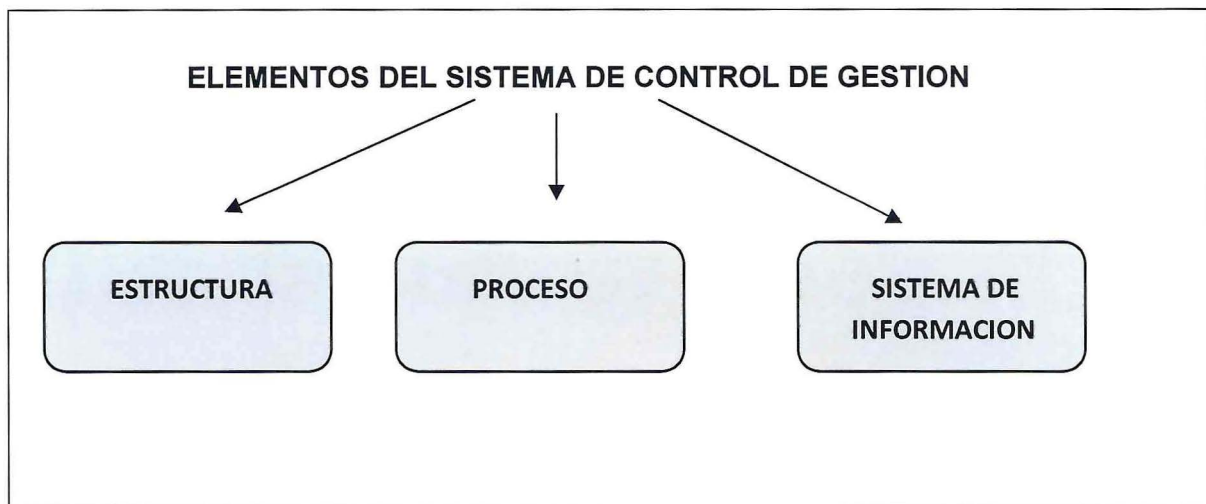 ELEMENTOS DEL SISTEMA DE CONTROL DE GESTION
ESTRUCTURA
PROCESO
SISTEMA DE
INFORMACION